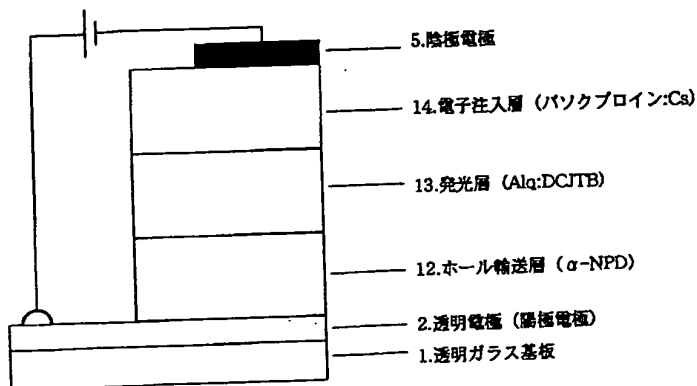 5.陰極電極
14.電子注入層 (バソクプロイン:Cs)
13.発光層 (Alq:DCJTB)
12.ホール輸送層 (α-NPD)
2.透明電極 (陽極電極)
1.透明ガラス基板